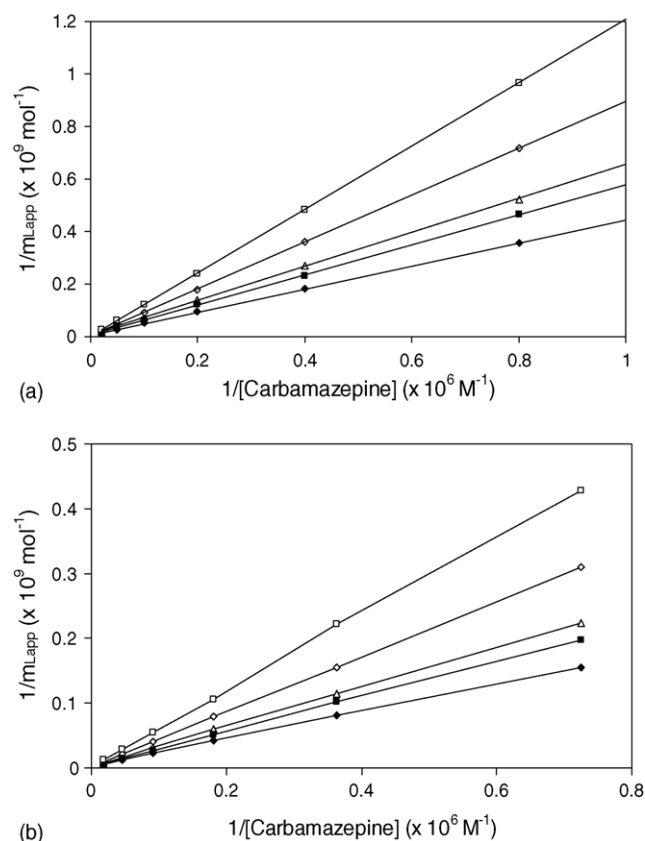 1.2
1
0.8
0.6
0.4
0.2
0
1/mLapp (x 10⁹ mol⁻¹)
0 0.2 0.4 0.6 0.8 1
1/[Carbamazepine] (x 10⁶ M⁻¹)
(a)
0.5
0.4
0.3
0.2
0.1
0
1/mLapp (x 10⁹ mol⁻¹)
0 0.2 0.4 0.6 0.8
1/[Carbamazepine] (x 10⁶ M⁻¹)
(b)